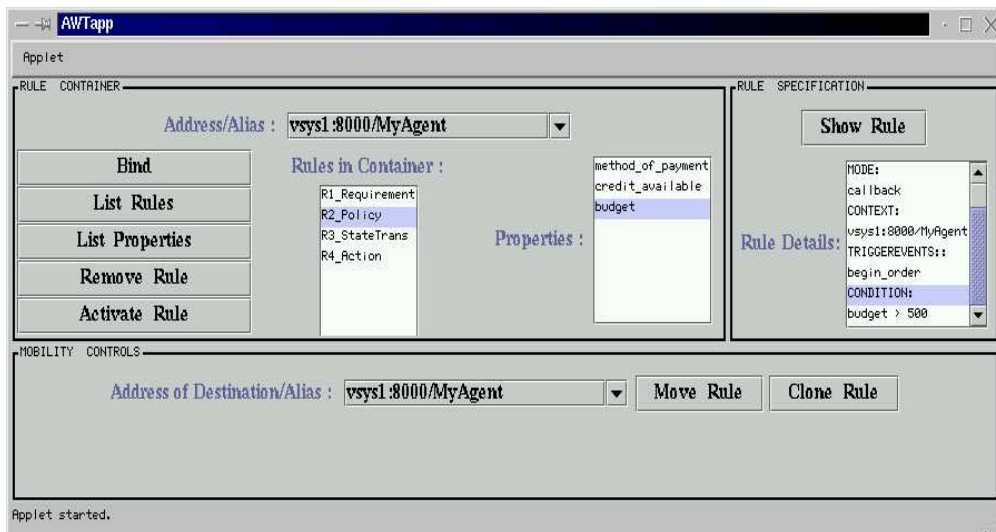 AWTapp
Applet
RULE CONTAINER
Address/Alias : vsys1:8000/MyAgent
Bind
List Rules
List Properties
Remove Rule
Activate Rule
Rules in Container :
R1_Requirement
R2_Policy
R3_StateTrans
R4_Action
Properties :
method_of_payment
credit_available
budget
RULE SPECIFICATION
Show Rule
Rule Details:
MODE:
callback
CONTEXT:
vsys1:8000/MyAgent
TRIGGEREVENTS::
begin_order
CONDITION:
budget > 500
MOBILITY CONTROLS
Address of Destination/Alias : vsys1:8000/MyAgent Move Rule Clone Rule
Applet started.